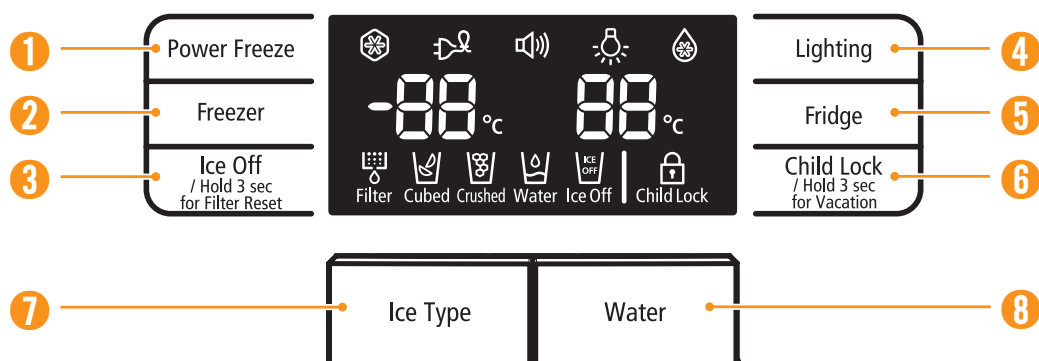 1
Power Freeze
2
Freezer
3
Ice Off
/ Hold 3 sec
for Filter Reset
-88 °C
88 °C
Filter
Cubed
Crushed
Water
ICE
OFF
Ice Off
Child Lock
Lighting
4
Fridge
5
Child Lock
/ Hold 3 sec
for Vacation
6
7
Ice Type
Water
8